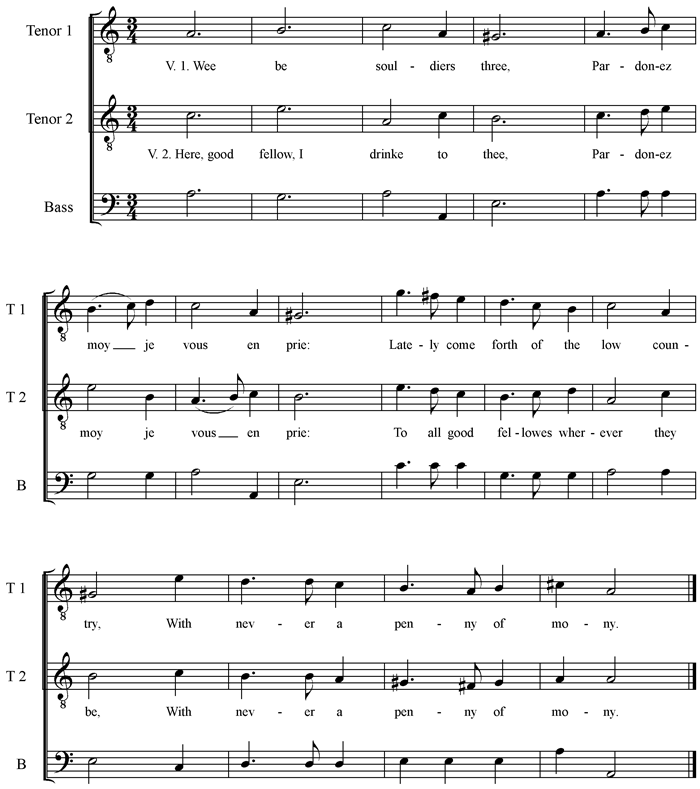 Tenor 1
V. 1. Wee be soul - diers three, Par - don-ez
Tenor 2
V. 2. Here, good fellow, I drinke to thee, Par - don-ez
Bass
T 1
moy je vous en prie: Late - ly come forth of the low coun -
T 2
moy je vous en prie: To all good fel - lowes wher - ever they
B
T 1
try, With nev - er a pen - ny of mo - ny.
T 2
be, With nev - er a pen - ny of mo - ny.
B